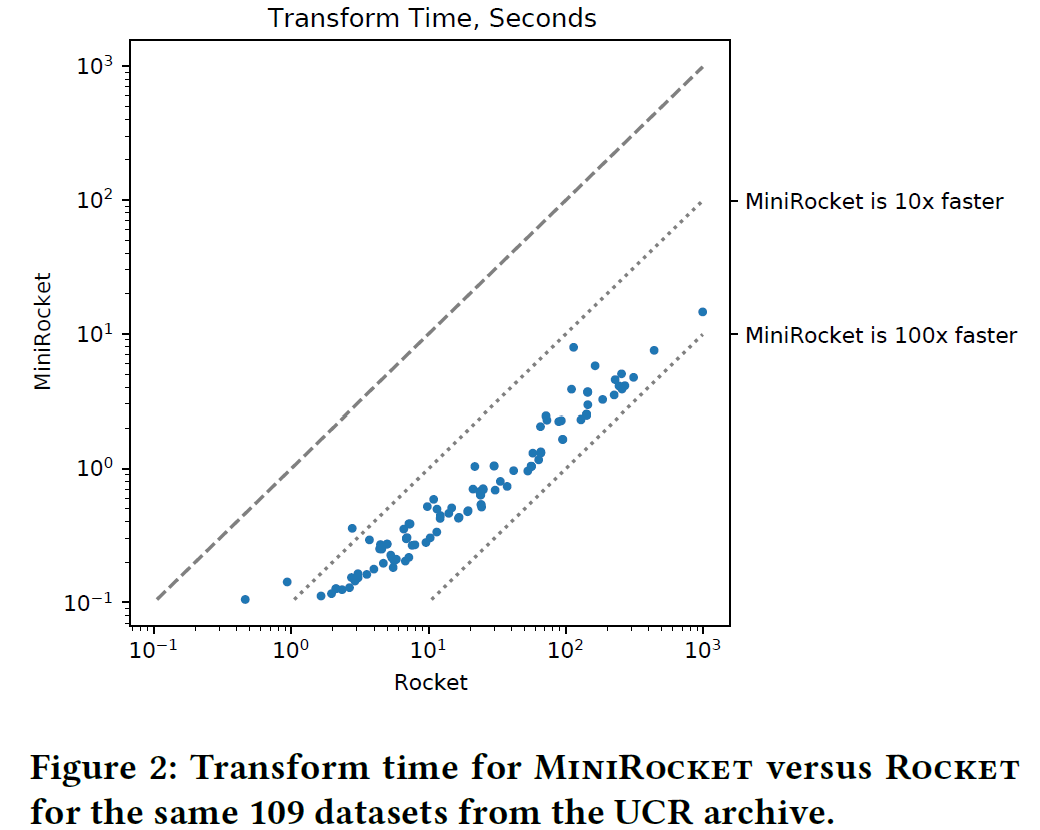 Transform Time, Seconds
10³
10²
MiniRocket is 10x faster
MiniRocket
10¹
MiniRocket is 100x faster
10⁰
10⁻¹
10⁻¹ 10⁰ 10¹ 10² 10³
Rocket
Figure 2: Transform time for MINIROCKET versus ROCKET
for the same 109 datasets from the UCR archive.